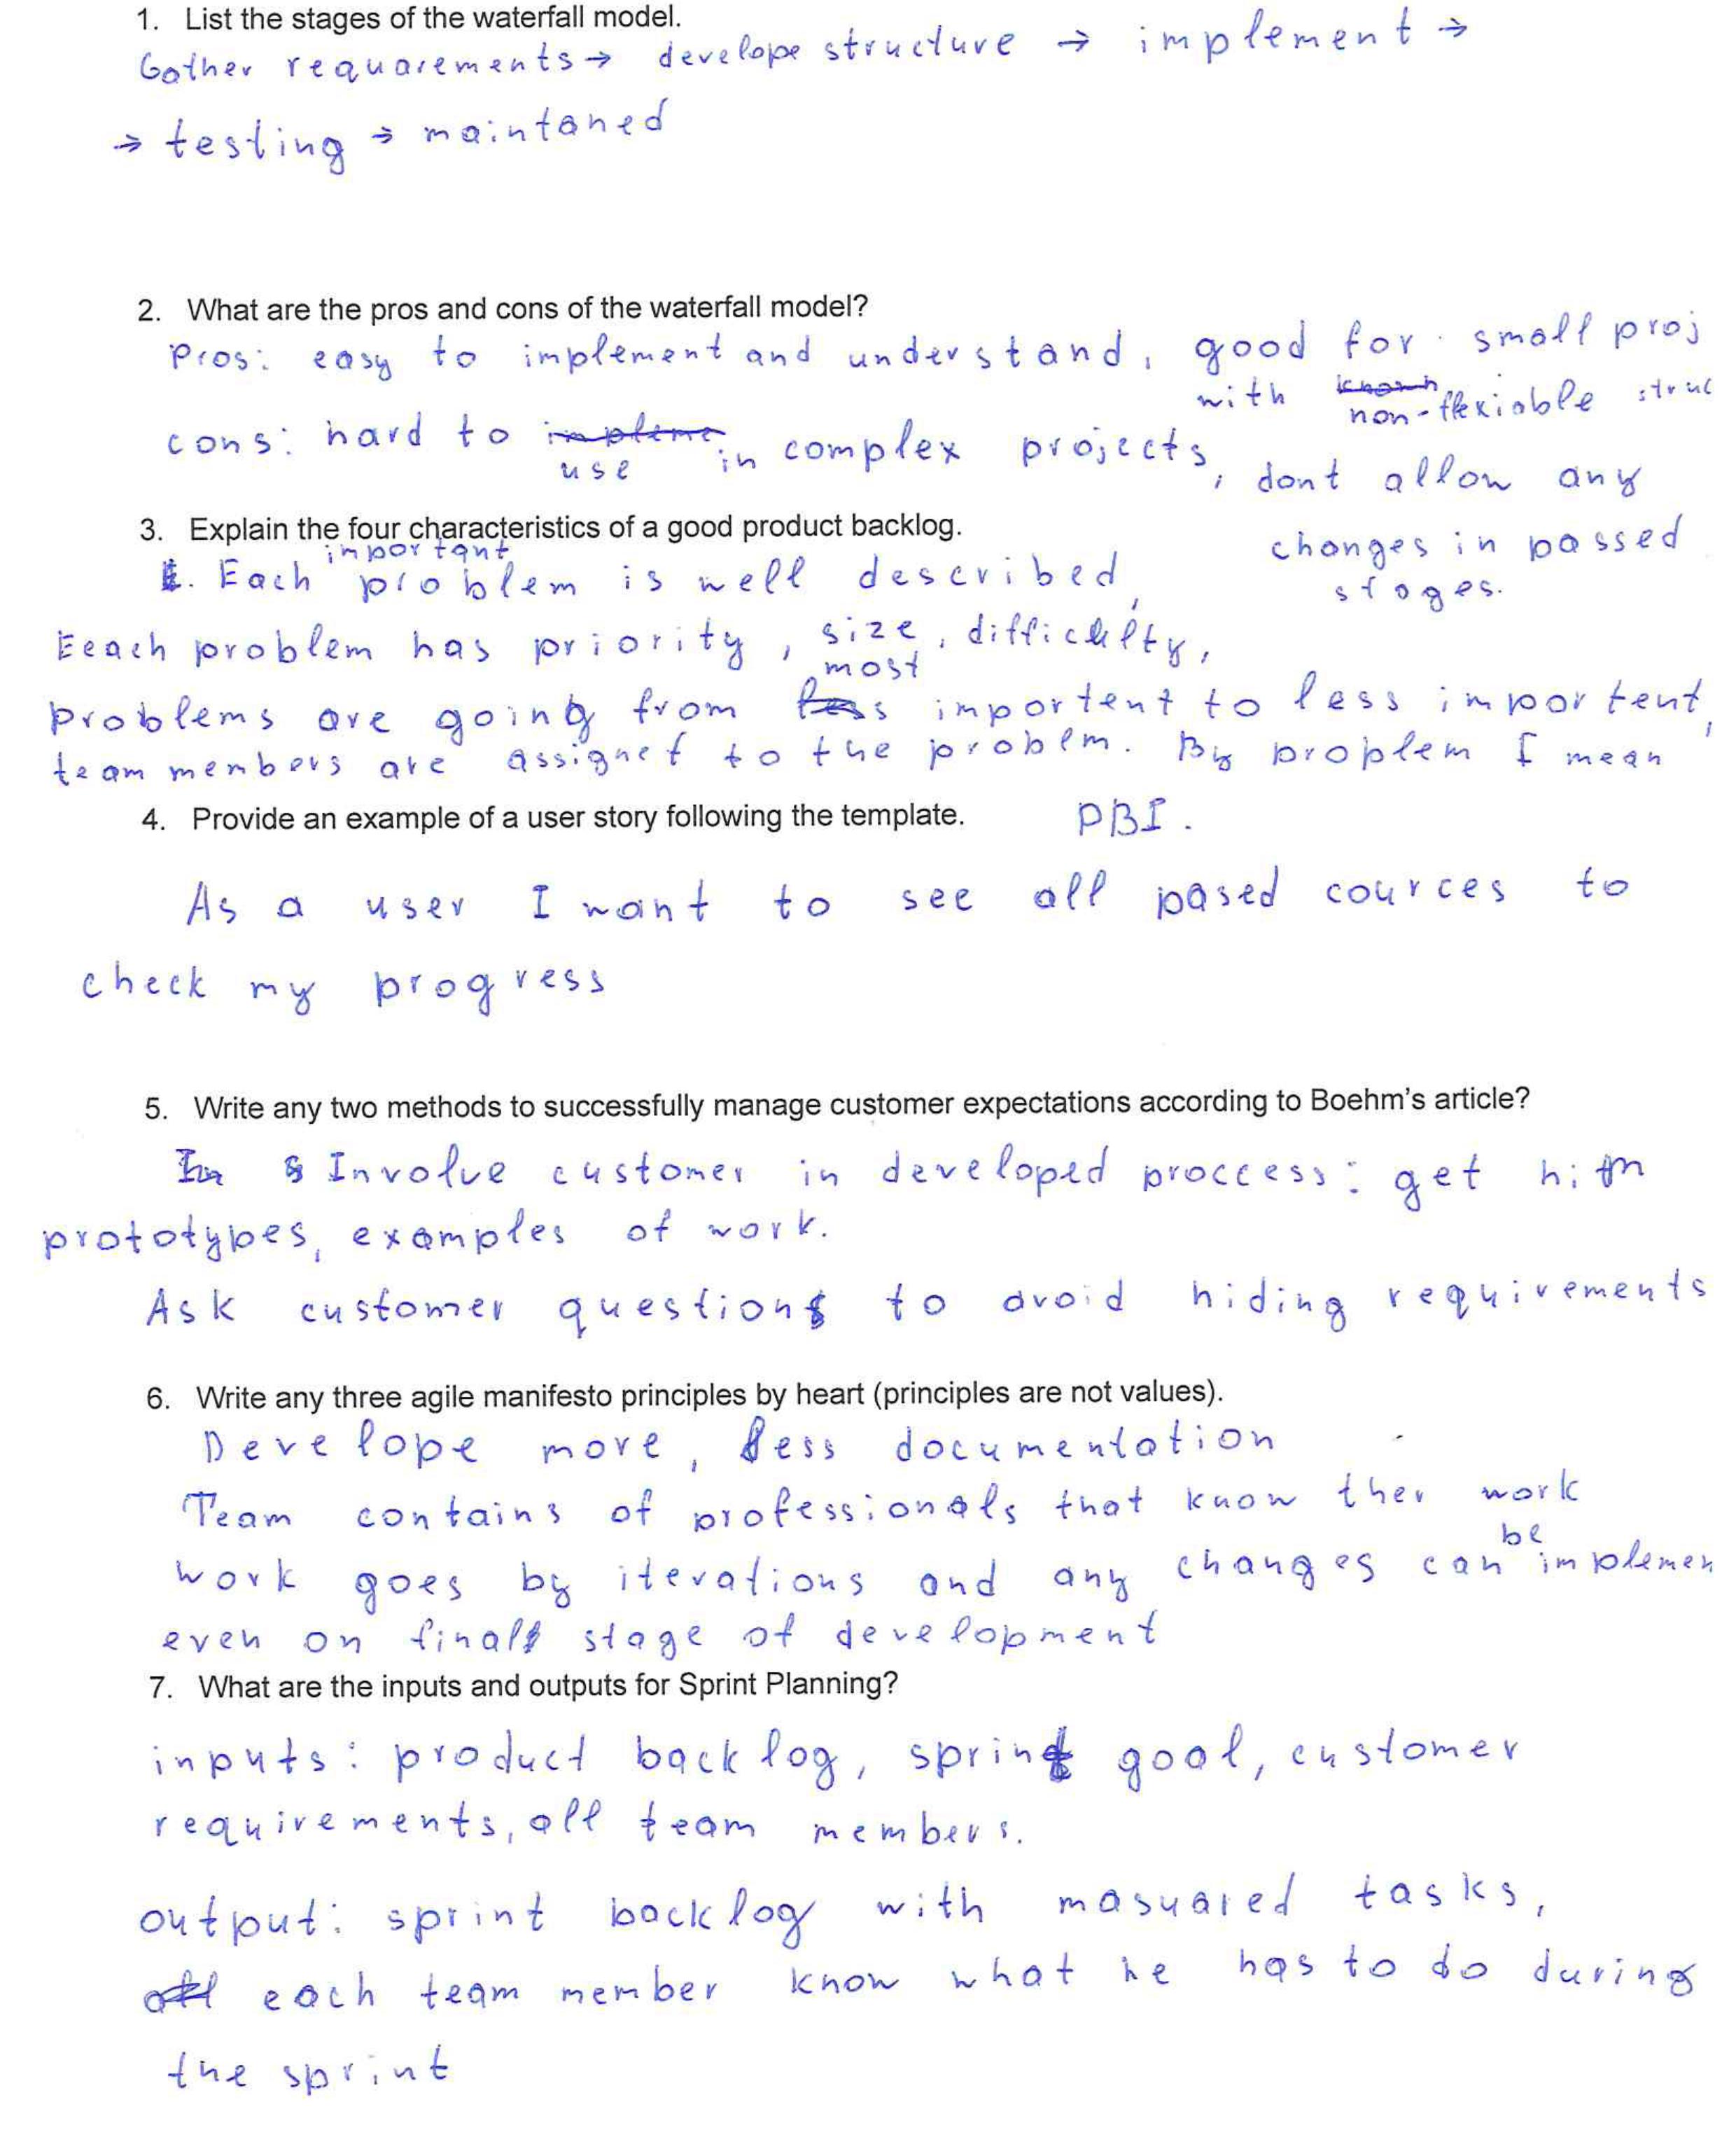 1. List the stages of the waterfall model.
Gather requarements → develope structure → implement →
→ testing → maintaned
2. What are the pros and cons of the waterfall model?
Pros: easy to implement and understand, good for small proj
with non-flexiable struc
cons: hard to use in complex projects, dont allow any
changes in passed
stages.
3. Explain the four characteristics of a good product backlog.
Each important problem is well described,
Eeach problem has priority, size, difficulty,
problems are going from most importent to less importent,
team members are assignet to the problm. By problem I mean
PBI.
4. Provide an example of a user story following the template.
As a user I want to see all pased cources to
check my progress
5. Write any two methods to successfully manage customer expectations according to Boehm's article?
Involve customer in developed proccess: get him
prototypes, examples of work.
Ask customer questions to avoid hiding requirements
6. Write any three agile manifesto principles by heart (principles are not values).
Develope more, less documentation
Team contains of professionals that know ther work
work goes by iterations and any changes can be implemen
even on final stage of development
7. What are the inputs and outputs for Sprint Planning?
inputs: product backlog, sprint goal, customer
requirements, all team members.
output: sprint backlog with masuared tasks,
each team member know what he has to do during
the sprint